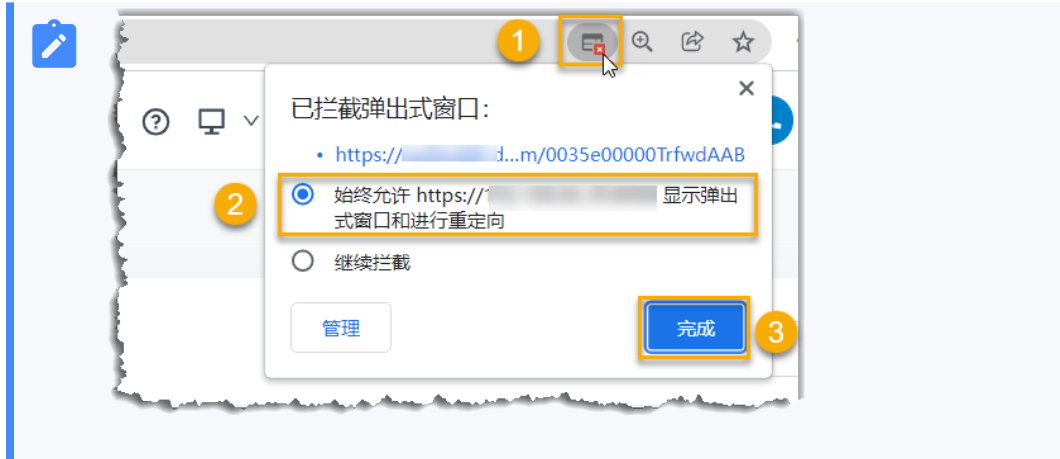 1
已拦截弹出式窗口：
• https:// d...m/0035e00000TrfwdAAB
2
始终允许 https://1 显示弹出
式窗口和进行重定向
继续拦截
管理
完成
3